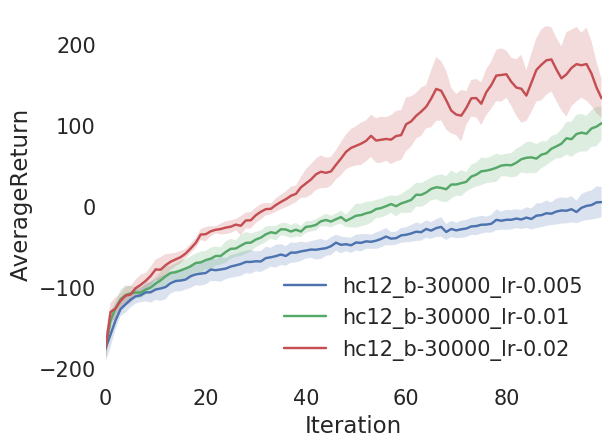 200
100
0
−100
−200
AverageReturn
hc12_b-30000_lr-0.005
hc12_b-30000_lr-0.01
hc12_b-30000_lr-0.02
0 20 40 60 80
Iteration